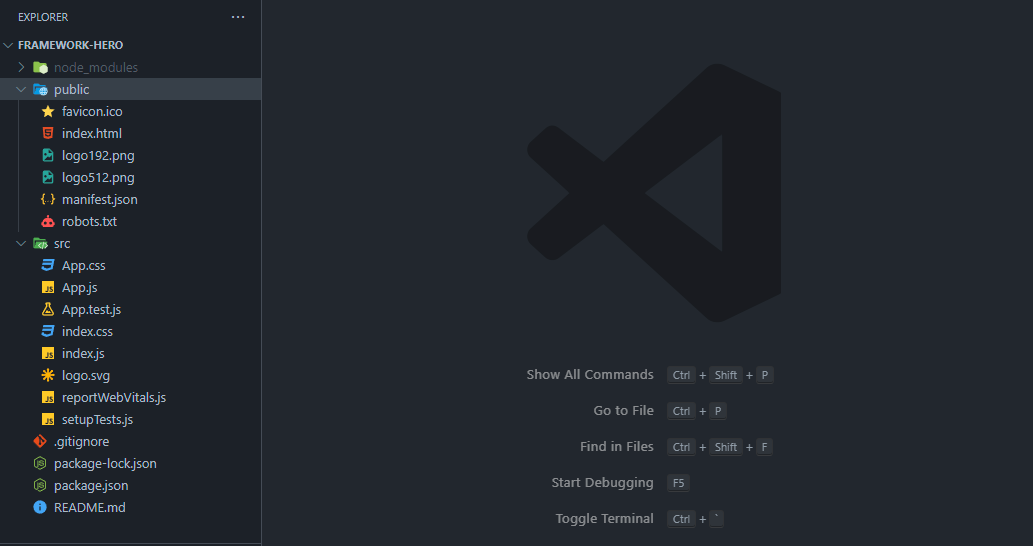 EXPLORER
FRAMEWORK-HERO
node_modules
public
favicon.ico
index.html
logo192.png
logo512.png
manifest.json
robots.txt
src
App.css
App.js
App.test.js
index.css
index.js
logo.svg
reportWebVitals.js
setupTests.js
.gitignore
package-lock.json
package.json
README.md
Show All Commands Ctrl + Shift + P
Go to File Ctrl + P
Find in Files Ctrl + Shift + F
Start Debugging F5
Toggle Terminal Ctrl + `